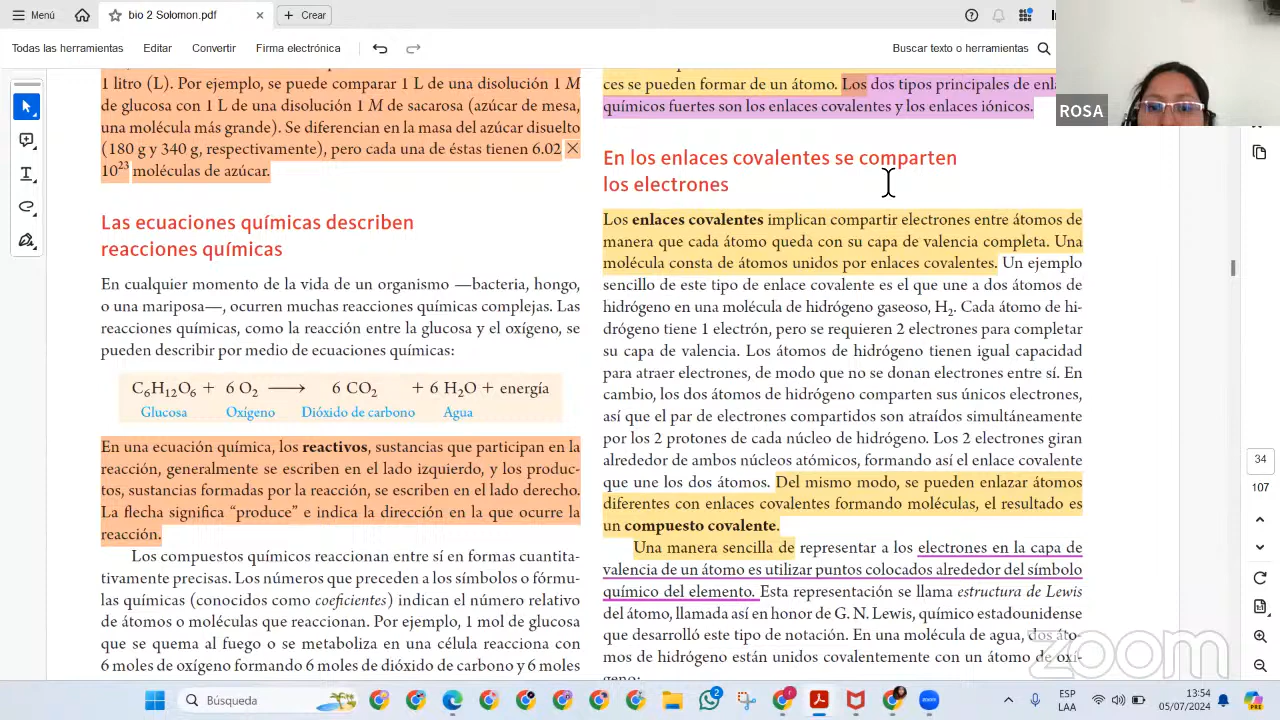 Menú
bio 2 Solomon.pdf
Crear
Todas las herramientas
Editar
Convertir
Firma electrónica
Buscar texto o herramientas
ROSA
1 litro (L). Por ejemplo, se puede comparar 1 L de una disolución 1 M
de glucosa con 1 L de una disolución 1 M de sacarosa (azúcar de mesa,
una molécula más grande). Se diferencian en la masa del azúcar disuelto
(180 g y 340 g, respectivamente), pero cada una de éstas tienen 6.02 ×
10²³ moléculas de azúcar.
Las ecuaciones químicas describen
reacciones químicas
En cualquier momento de la vida de un organismo —bacteria, hongo,
o una mariposa—, ocurren muchas reacciones químicas complejas. Las
reacciones químicas, como la reacción entre la glucosa y el oxígeno, se
pueden describir por medio de ecuaciones químicas:
C₆H₁₂O₆ + 6 O₂ ⟶ 6 CO₂ + 6 H₂O + energía
Glucosa Oxígeno Dióxido de carbono Agua
En una ecuación química, los reactivos, sustancias que participan en la
reacción, generalmente se escriben en el lado izquierdo, y los produc-
tos, sustancias formadas por la reacción, se escriben en el lado derecho.
La flecha significa “produce” e indica la dirección en la que ocurre la
reacción.
Los compuestos químicos reaccionan entre sí en formas cuantita-
tivamente precisas. Los números que preceden a los símbolos o fórmu-
las químicas (conocidos como coeficientes) indican el número relativo
de átomos o moléculas que reaccionan. Por ejemplo, 1 mol de glucosa
que se quema al fuego o se metaboliza en una célula reacciona con
6 moles de oxígeno formando 6 moles de dióxido de carbono y 6 moles
ces se pueden formar de un átomo. Los dos tipos principales de
químicos fuertes son los enlaces covalentes y los enlaces iónicos.
En los enlaces covalentes se comparten
los electrones
Los enlaces covalentes implican compartir electrones entre átomos de
manera que cada átomo queda con su capa de valencia completa. Una
molécula consta de átomos unidos por enlaces covalentes. Un ejemplo
sencillo de este tipo de enlace covalente es el que une a dos átomos de
hidrógeno en una molécula de hidrógeno gaseoso, H₂. Cada átomo de hi-
drógeno tiene 1 electrón, pero se requieren 2 electrones para completar
su capa de valencia. Los átomos de hidrógeno tienen igual capacidad
para atraer electrones, de modo que no se donan electrones entre sí. En
cambio, los dos átomos de hidrógeno comparten sus únicos electrones,
así que el par de electrones compartidos son atraídos simultáneamente
por los 2 protones de cada núcleo de hidrógeno. Los 2 electrones giran
alrededor de ambos núcleos atómicos, formando así el enlace covalente
que une los dos átomos. Del mismo modo, se pueden enlazar átomos
diferentes con enlaces covalentes formando moléculas, el resultado es
un compuesto covalente.
Una manera sencilla de representar a los electrones en la capa de
valencia de un átomo es utilizar puntos colocados alrededor del símbolo
químico del elemento. Esta representación se llama estructura de Lewis
del átomo, llamada así en honor de G. N. Lewis, químico estadounidense
que desarrolló este tipo de notación. En una molécula de agua, dos áto-
mos de hidrógeno están unidos covalentemente con un átomo de oxí-
geno:
34
107
zoom
Búsqueda
2
zoom
ESP
LAA
13:54
05/07/2024